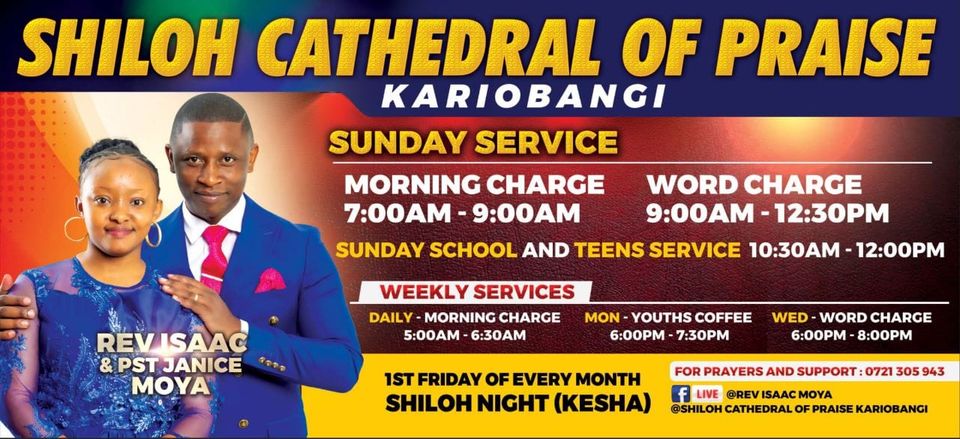 SHILOH CATHEDRAL OF PRAISE
KARIOBANGI
SUNDAY SERVICE
MORNING CHARGE
7:00AM - 9:00AM
WORD CHARGE
9:00AM - 12:30PM
SUNDAY SCHOOL AND TEENS SERVICE 10:30AM - 12:00PM
WEEKLY SERVICES
DAILY - MORNING CHARGE
5:00AM - 6:30AM
MON - YOUTHS COFFEE
6:00PM - 7:30PM
WED - WORD CHARGE
6:00PM - 8:00PM
REV ISAAC
& PST JANICE
MOYA
1ST FRIDAY OF EVERY MONTH
SHILOH NIGHT (KESHA)
FOR PRAYERS AND SUPPORT : 0721 305 943
f LIVE @REV ISAAC MOYA
@SHILOH CATHEDRAL OF PRAISE KARIOBANGI